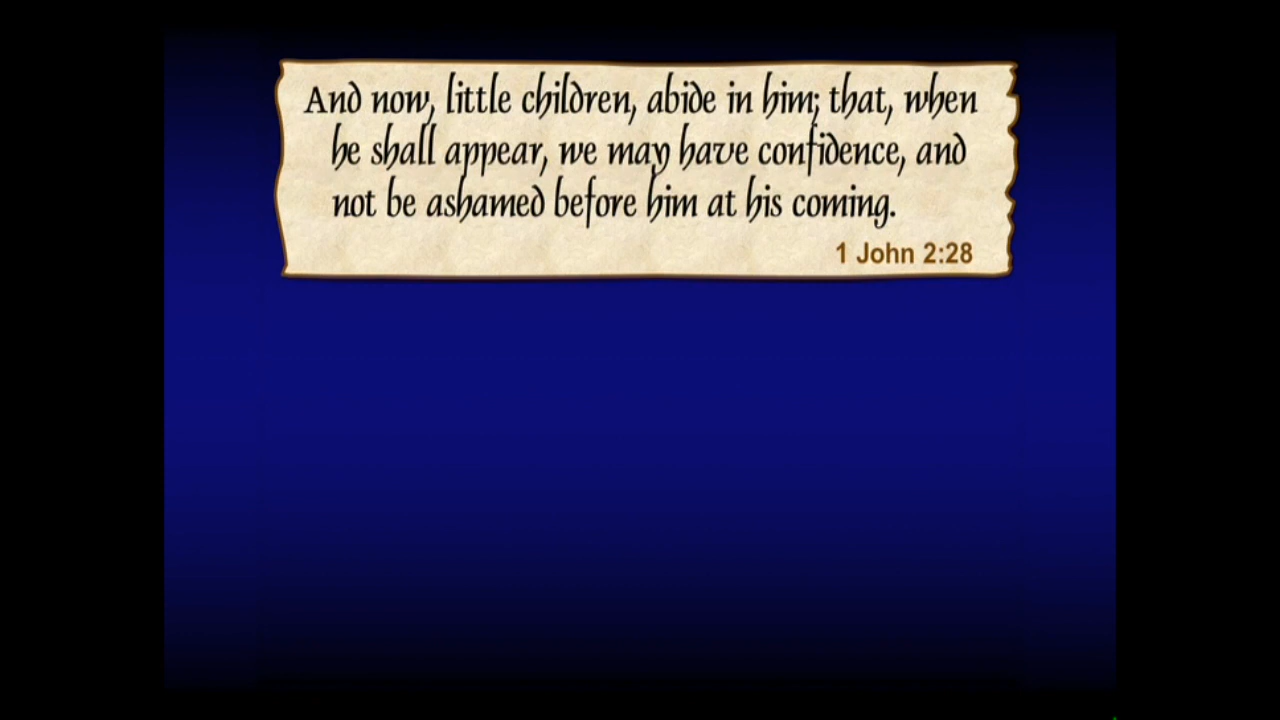 And now, little children, abide in him; that, when
he shall appear, we may have confidence, and
not be ashamed before him at his coming.
1 John 2:28